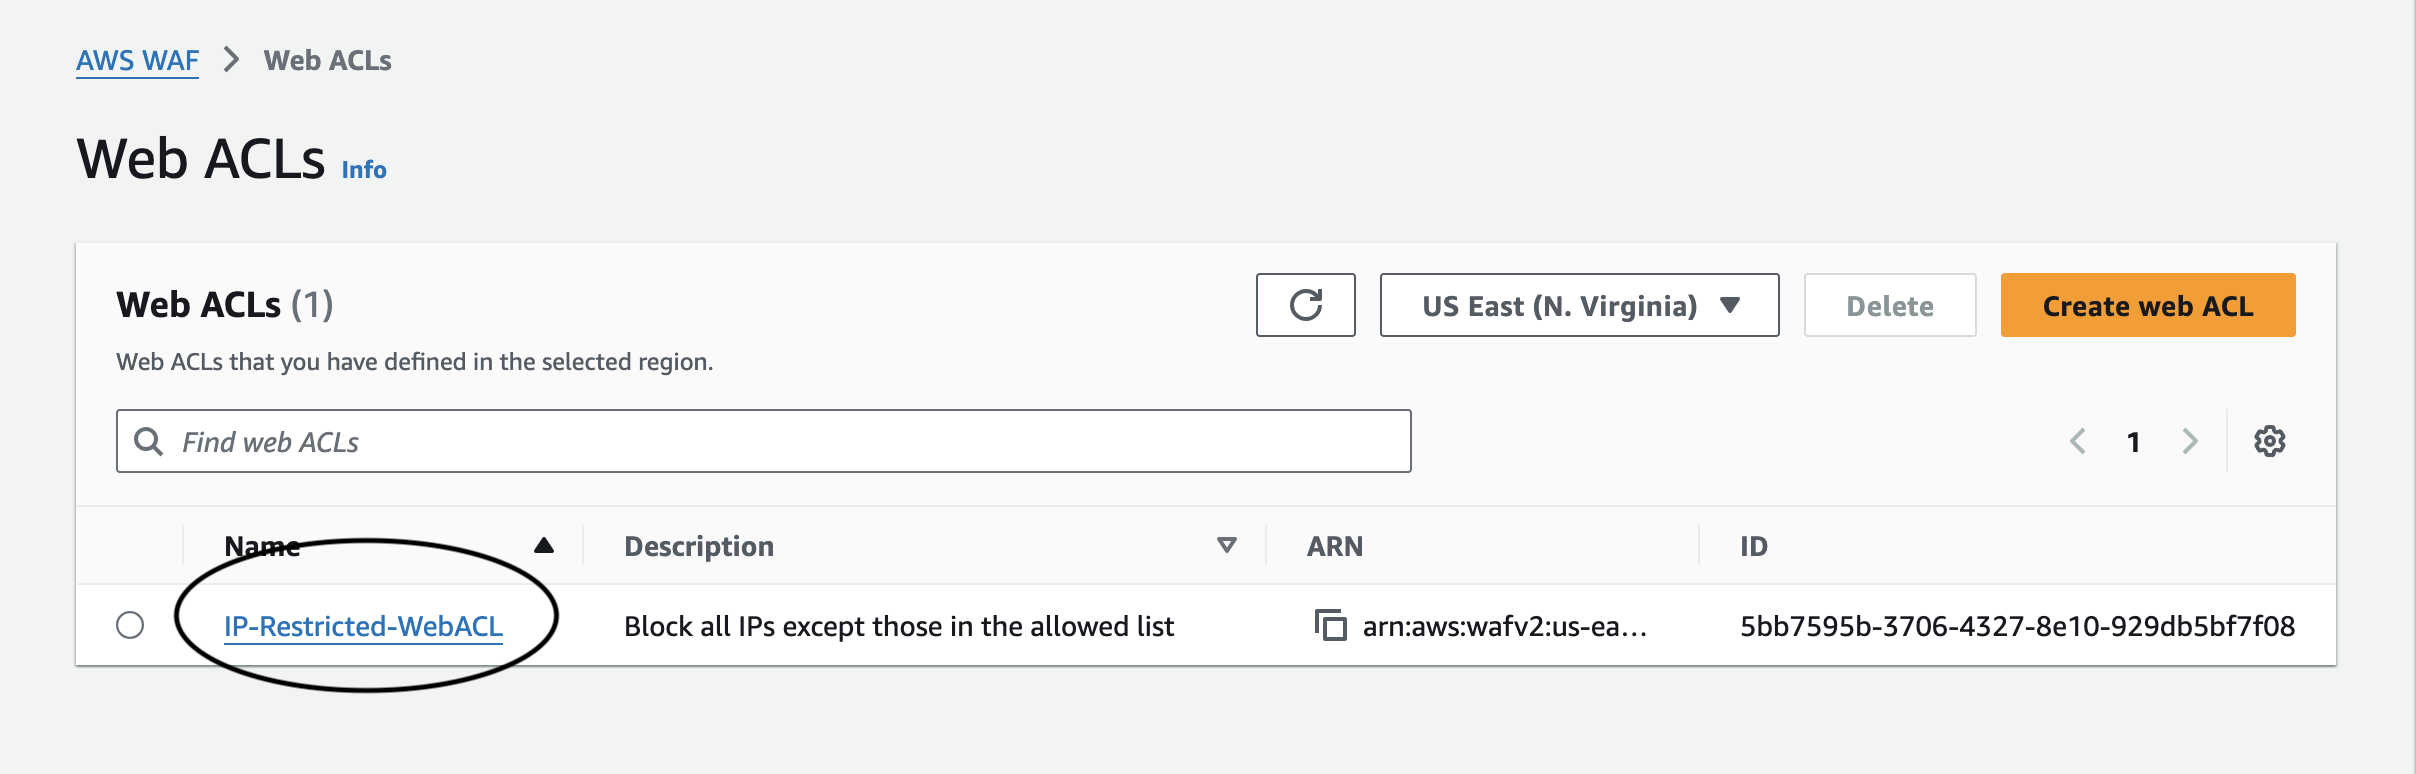 AWS WAF > Web ACLs
Web ACLs Info
Web ACLs (1)
US East (N. Virginia)
Delete
Create web ACL
Web ACLs that you have defined in the selected region.
Find web ACLs
1
Name Description ARN ID
IP-Restricted-WebACL Block all IPs except those in the allowed list arn:aws:wafv2:us-ea... 5bb7595b-3706-4327-8e10-929db5bf7f08